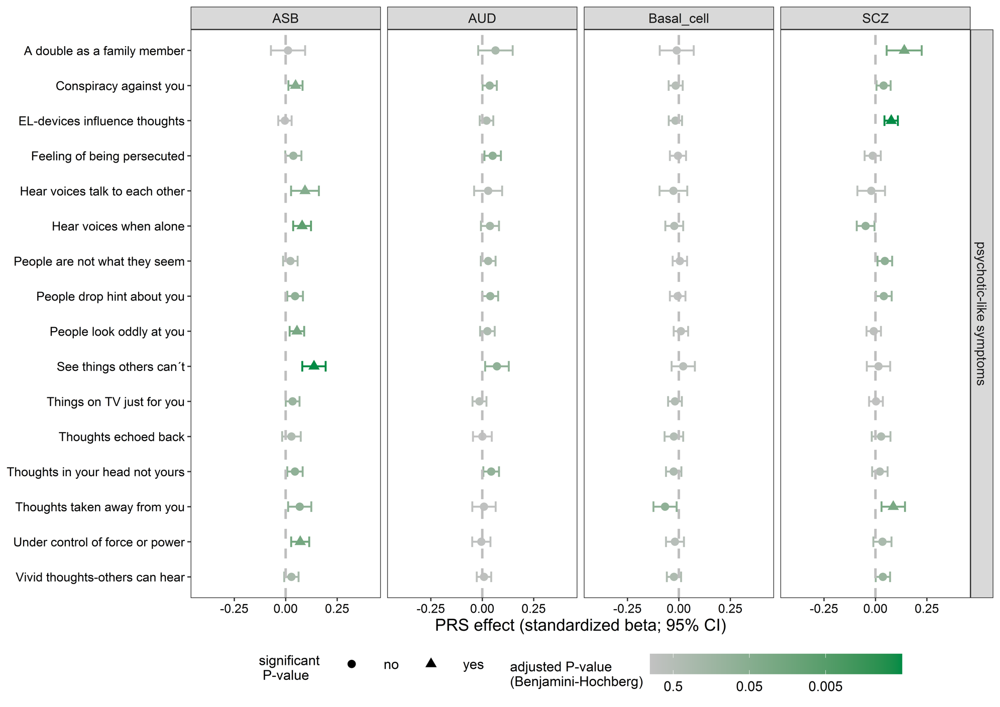 ASB AUD Basal_cell SCZ
A double as a family member
Conspiracy against you
EL-devices influence thoughts
Feeling of being persecuted
Hear voices talk to each other
Hear voices when alone
People are not what they seem
People drop hint about you
People look oddly at you
See things others can´t
Things on TV just for you
Thoughts echoed back
Thoughts in your head not yours
Thoughts taken away from you
Under control of force or power
Vivid thoughts-others can hear
psychotic-like symptoms
-0.25 0.00 0.25 -0.25 0.00 0.25 -0.25 0.00 0.25 -0.25 0.00 0.25
PRS effect (standardized beta; 95% CI)
significant
P-value
no yes
adjusted P-value
(Benjamini-Hochberg)
0.5 0.05 0.005